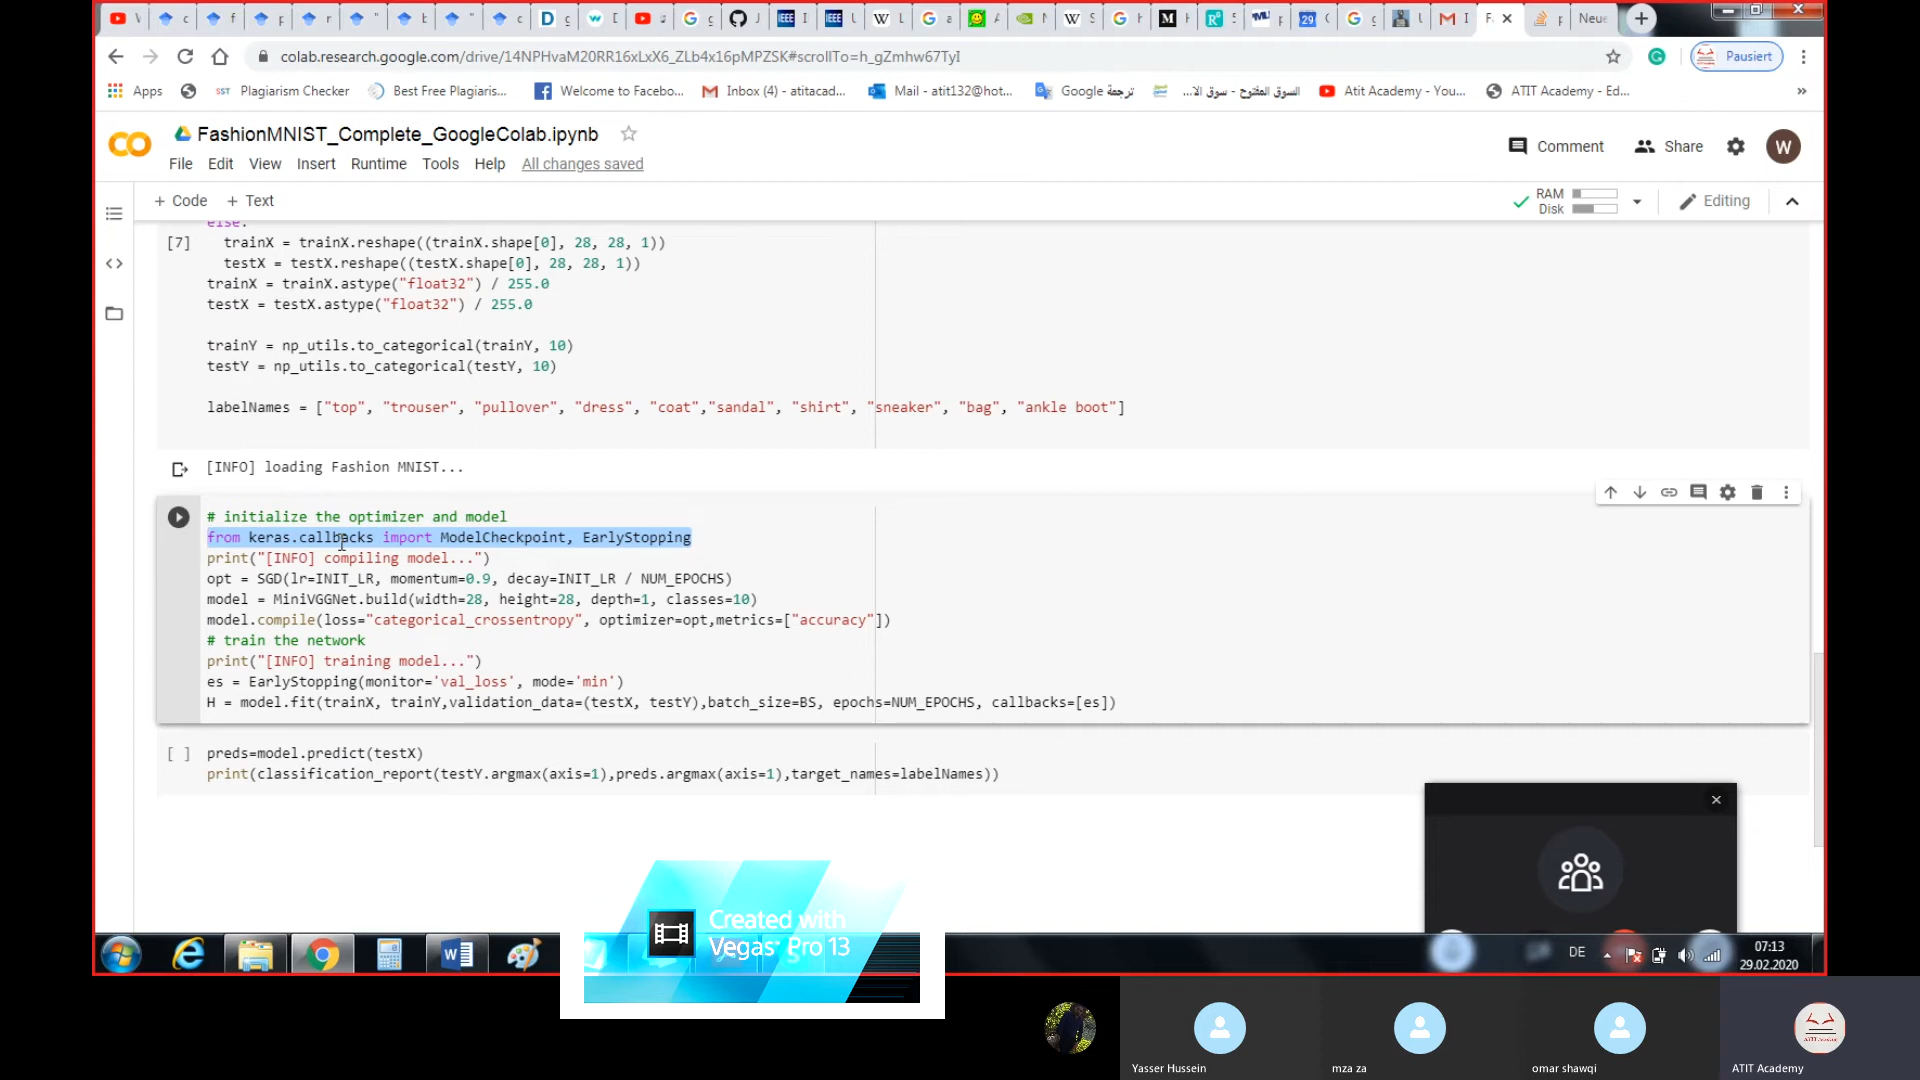 colab.research.google.com/drive/14NPHvaM20RR16xLxX6_ZLb4x16pMPZSK#scrollTo=h_gZmhw67TyI
Pausiert
Apps
Plagiarism Checker
Best Free Plagiaris...
Welcome to Facebo...
Inbox (4) - atitacad...
Mail - atit132@hot...
ترجمة Google
السوق المفتوح - سوق الا...
Atit Academy - You...
ATIT Academy - Ed...
»
FashionMNIST_Complete_GoogleColab.ipynb
Comment
Share
W
File Edit View Insert Runtime Tools Help All changes saved
+ Code + Text
RAM
Disk
Editing
else:
[7] trainX = trainX.reshape((trainX.shape[0], 28, 28, 1))
testX = testX.reshape((testX.shape[0], 28, 28, 1))
trainX = trainX.astype("float32") / 255.0
testX = testX.astype("float32") / 255.0
trainY = np_utils.to_categorical(trainY, 10)
testY = np_utils.to_categorical(testY, 10)
labelNames = ["top", "trouser", "pullover", "dress", "coat","sandal", "shirt", "sneaker", "bag", "ankle boot"]
[INFO] loading Fashion MNIST...
# initialize the optimizer and model
from keras.callbacks import ModelCheckpoint, EarlyStopping
print("[INFO] compiling model...")
opt = SGD(lr=INIT_LR, momentum=0.9, decay=INIT_LR / NUM_EPOCHS)
model = MiniVGGNet.build(width=28, height=28, depth=1, classes=10)
model.compile(loss="categorical_crossentropy", optimizer=opt,metrics=["accuracy"])
# train the network
print("[INFO] training model...")
es = EarlyStopping(monitor='val_loss', mode='min')
H = model.fit(trainX, trainY,validation_data=(testX, testY),batch_size=BS, epochs=NUM_EPOCHS, callbacks=[es])
[ ] preds=model.predict(testX)
print(classification_report(testY.argmax(axis=1),preds.argmax(axis=1),target_names=labelNames))
Created with
Vegas Pro 13
DE
07:13
29.02.2020
Yasser Hussein
mza za
omar shawqi
ATIT Academy